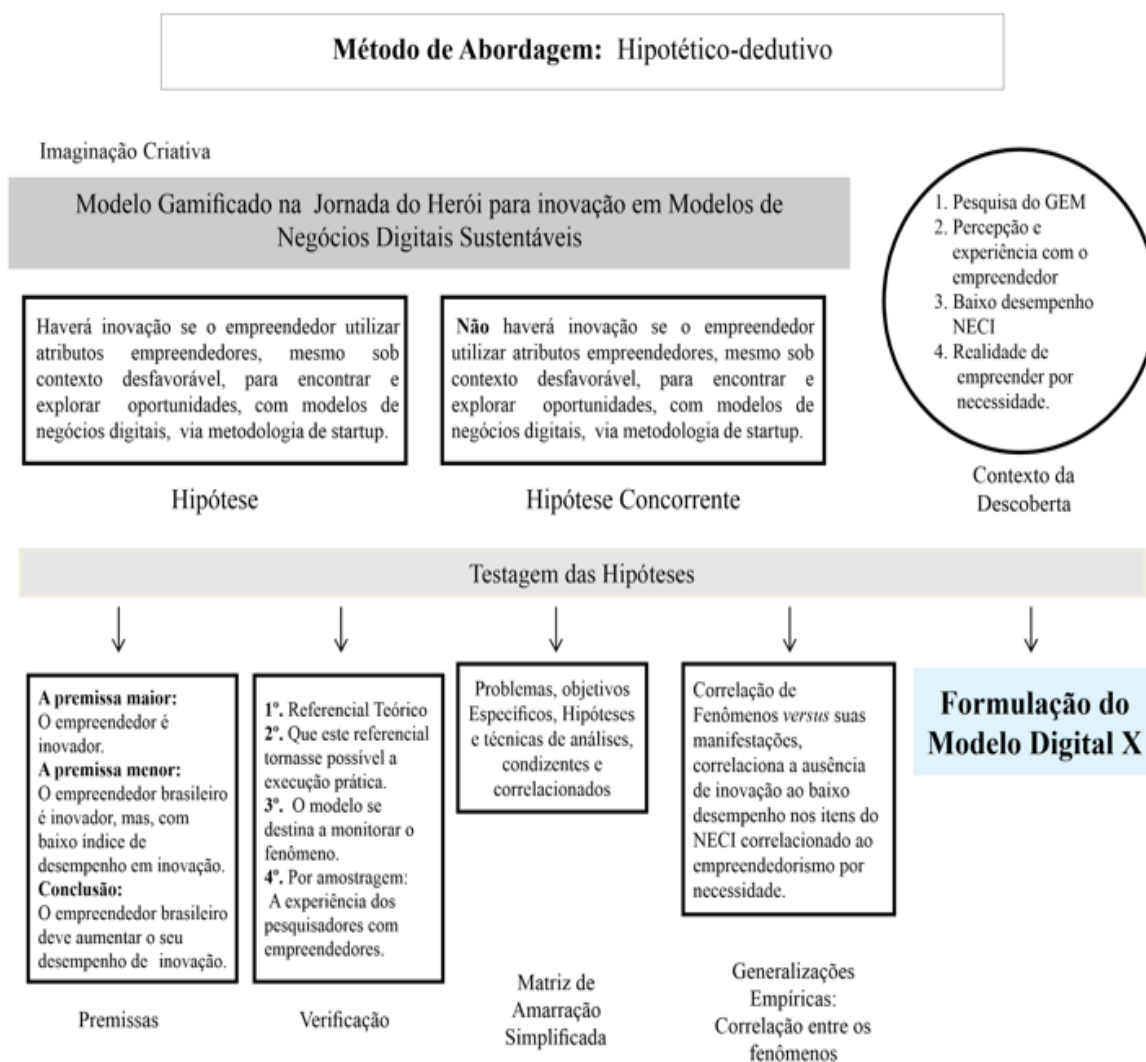 Método de Abordagem: Hipotético-dedutivo
Imaginação Criativa
Modelo Gamificado na Jornada do Herói para inovação em Modelos de
Negócios Digitais Sustentáveis
1. Pesquisa do GEM
2. Percepção e
experiência com o
empreendedor
3. Baixo desempenho
NECI
4. Realidade de
empreender por
necessidade.
Contexto da
Descoberta
Haverá inovação se o empreendedor utilizar
atributos empreendedores, mesmo sob
contexto desfavorável, para encontrar e
explorar oportunidades, com modelos de
negócios digitais, via metodologia de startup.
Hipótese
Não haverá inovação se o empreendedor
utilizar atributos empreendedores, mesmo sob
contexto desfavorável, para encontrar e
explorar oportunidades, com modelos de
negócios digitais, via metodologia de startup.
Hipótese Concorrente
Testagem das Hipóteses
A premissa maior:
O empreendedor é
inovador.
A premissa menor:
O empreendedor brasileiro
é inovador, mas, com
baixo índice de
desempenho em inovação.
Conclusão:
O empreendedor brasileiro
deve aumentar o seu
desempenho de inovação.
Premissas
1º. Referencial Teórico
2º. Que este referencial
tornasse possível a
execução prática.
3º. O modelo se
destina a monitorar o
fenômeno.
4º. Por amostragem:
A experiência dos
pesquisadores com
empreendedores.
Verificação
Problemas, objetivos
Específicos, Hipóteses
e técnicas de análises,
condizentes e
correlacionados
Matriz de
Amarração
Simplificada
Correlação de
Fenômenos versus suas
manifestações,
correlaciona a ausência
de inovação ao baixo
desempenho nos itens do
NECI correlacionado ao
empreendedorismo por
necessidade.
Generalizações
Empíricas:
Correlação entre os
fenômenos
Formulação do
Modelo Digital X